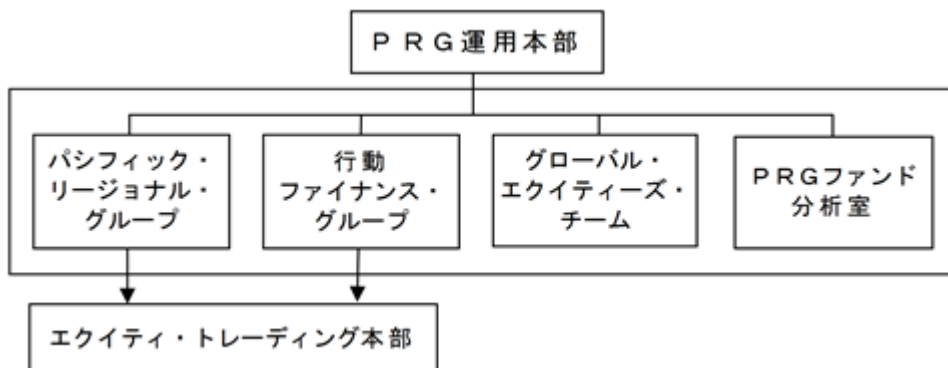 ＰＲＧ運用本部
パシフィック・
リージョナル・
グループ
行動
ファイナンス・
グループ
グローバル・
エクイティーズ・
チーム
ＰＲＧファンド
分析室
エクイティ・トレーディング本部